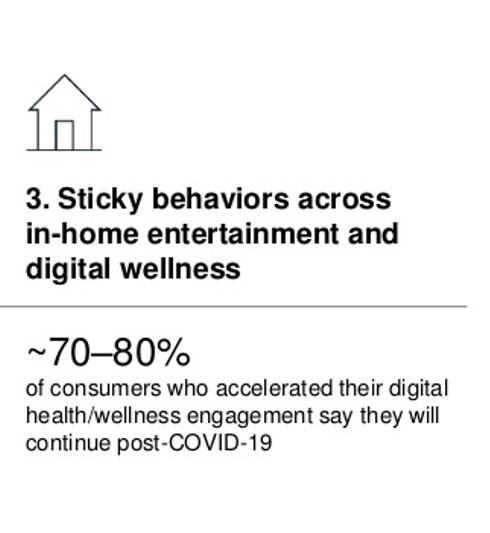 3. Sticky behaviors across
in-home entertainment and
digital wellness
~70–80%
of consumers who accelerated their digital
health/wellness engagement say they will
continue post-COVID-19